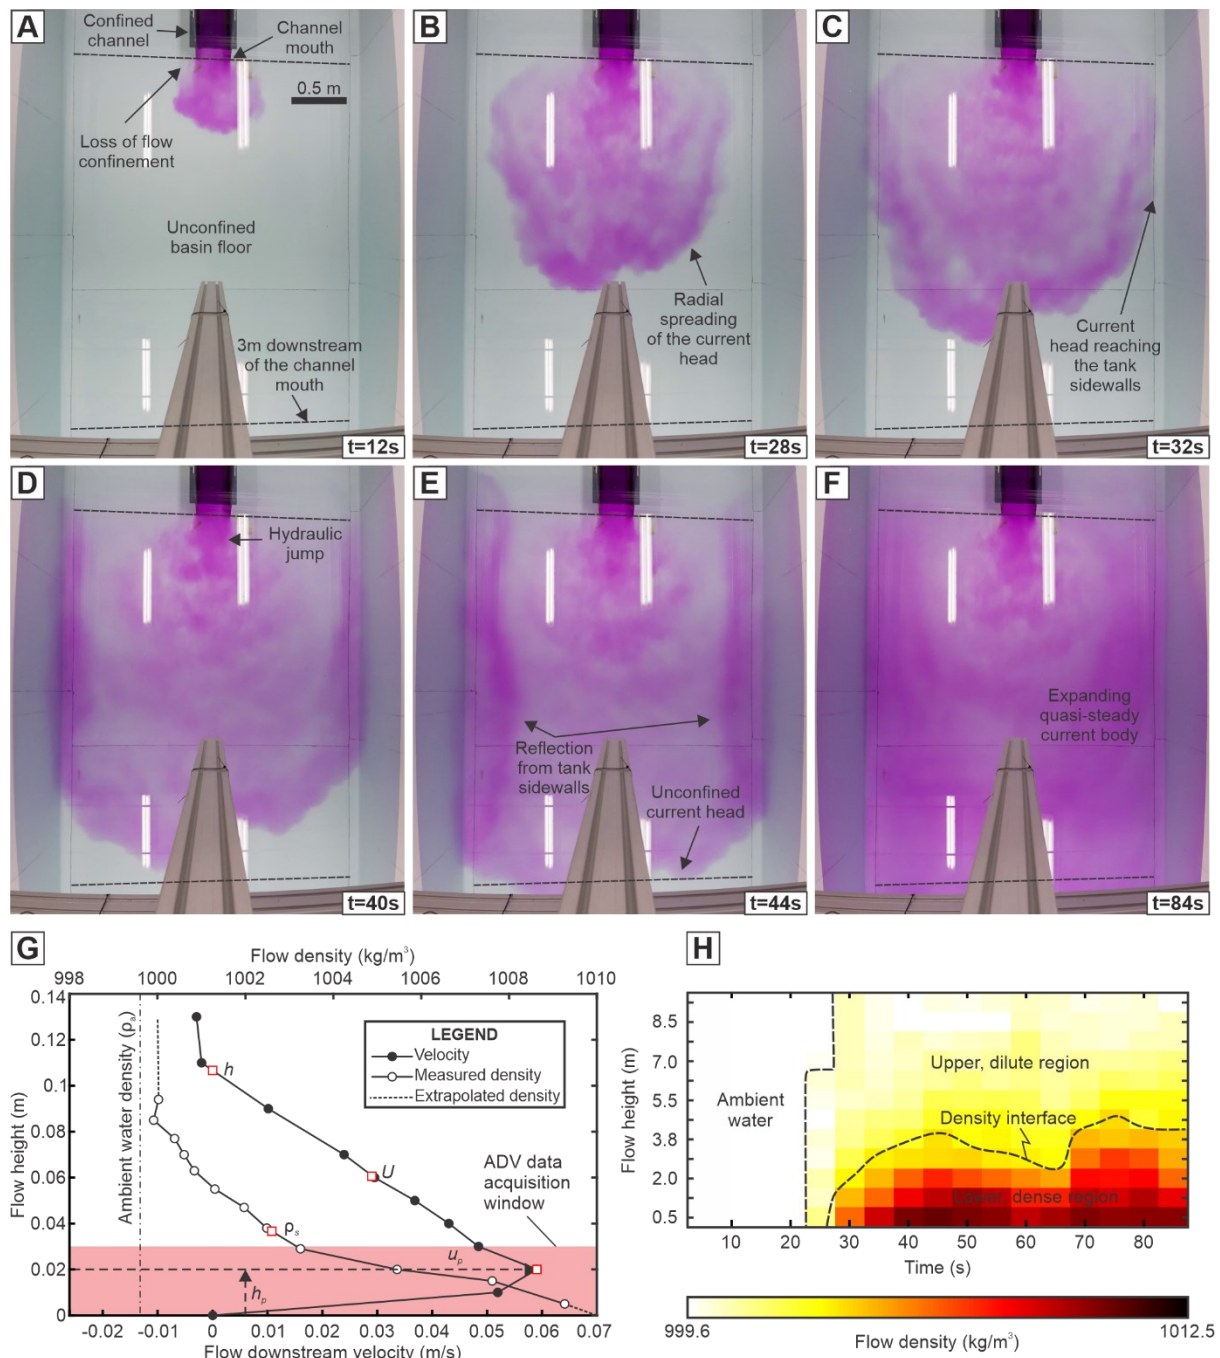 A
Confined
channel
Channel
mouth
0.5 m
Loss of flow
confinement
Unconfined
basin floor
3m downstream
of the channel
mouth
t=12s
B
Radial
spreading
of the current
head
t=28s
C
Current
head reaching
the tank
sidewalls
t=32s
D
Hydraulic
jump
t=40s
E
Reflection
from tank
sidewalls
Unconfined
current head
t=44s
F
Expanding
quasi-steady
current body
t=84s
G
Flow density (kg/m³)
998 1000 1002 1004 1006 1008 1010
0.14
0.12
0.1
0.08
0.06
0.04
0.02
0
Flow height (m)
Ambient water density (ρa)
LEGEND
Velocity
Measured density
Extrapolated density
h
U
ρs
up
hp
ADV data
acquisition
window
-0.02 -0.01 0 0.01 0.02 0.03 0.04 0.05 0.06 0.07
Flow downstream velocity (m/s)
H
8.5
7.0
5.5
3.8
2.0
0.5
Flow height (m)
Ambient
water
Upper, dilute region
Density interface
Lower, dense region
10 20 30 40 50 60 70 80
Time (s)
999.6 1012.5
Flow density (kg/m³)